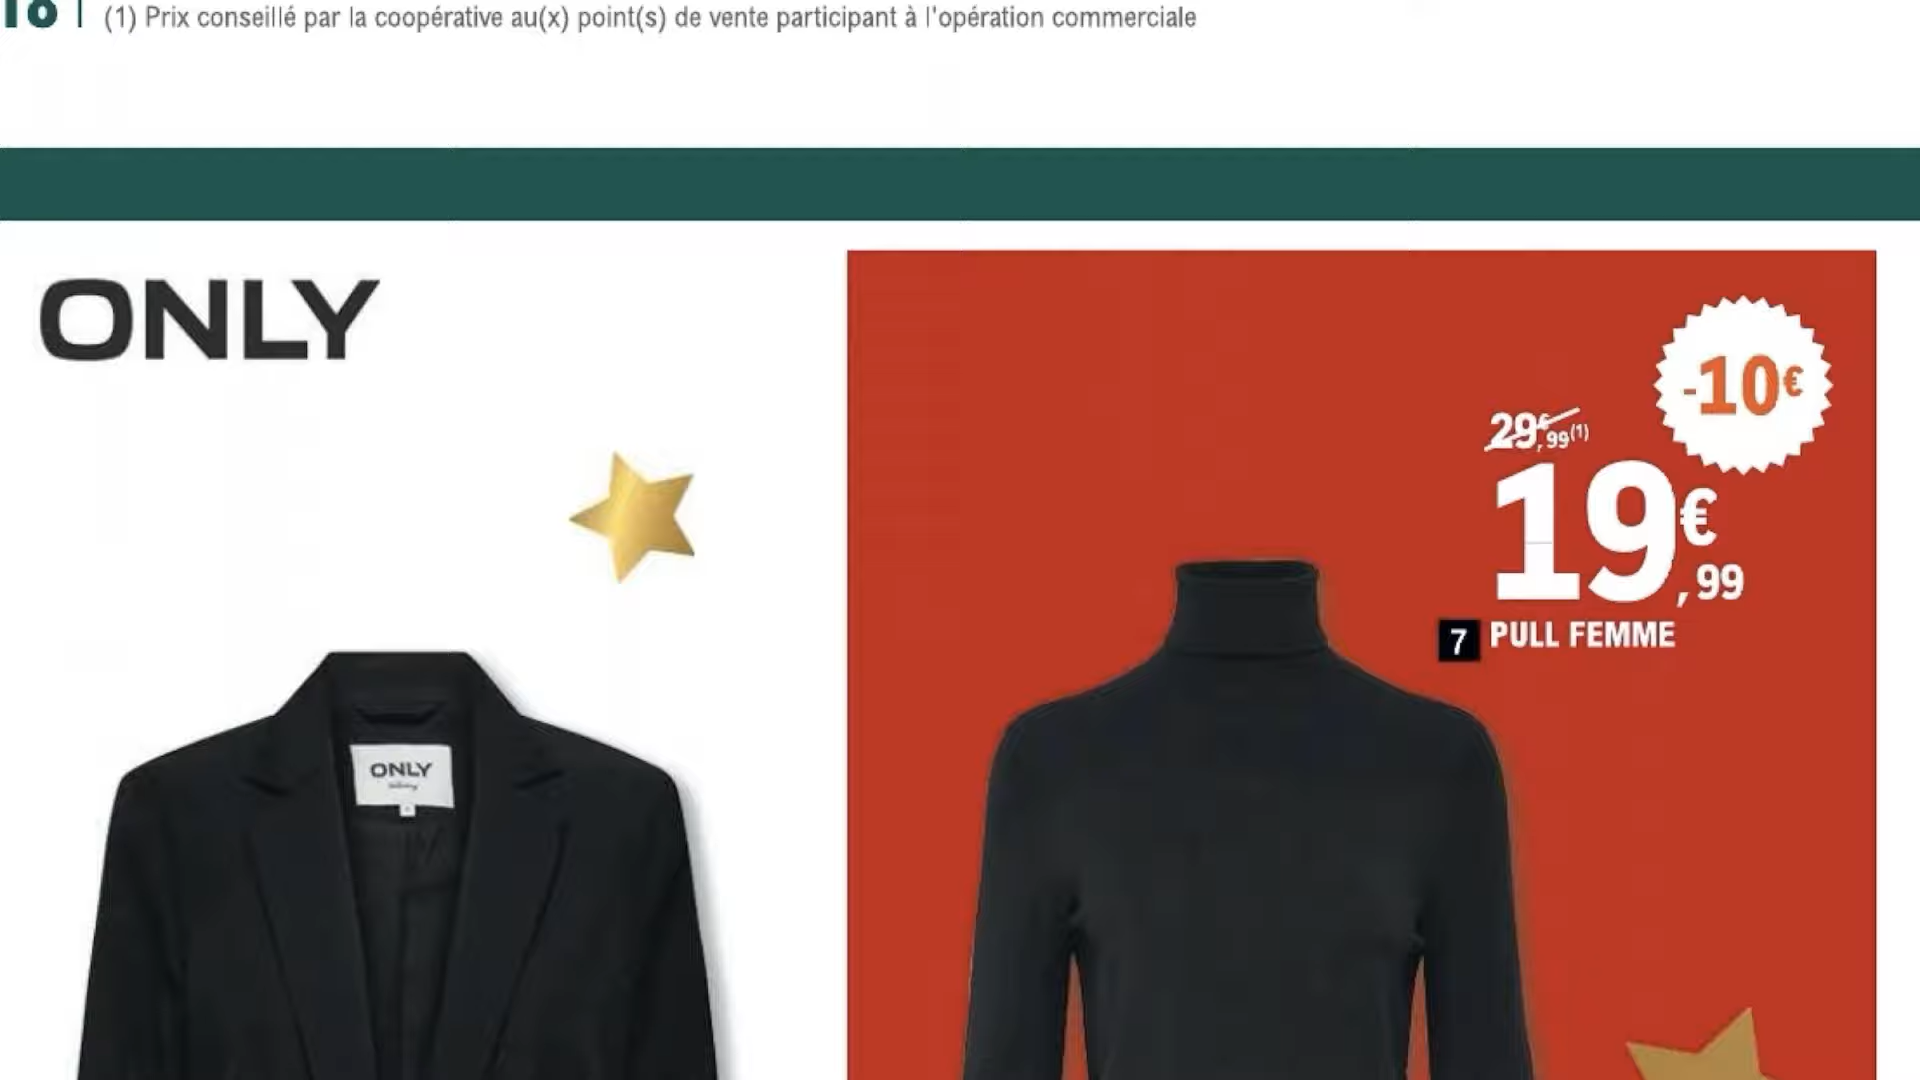 18 | (1) Prix conseillé par la coopérative au(x) point(s) de vente participant à l'opération commerciale
ONLY
-10€
29€,99(1)
19€,99
7 PULL FEMME
ONLY